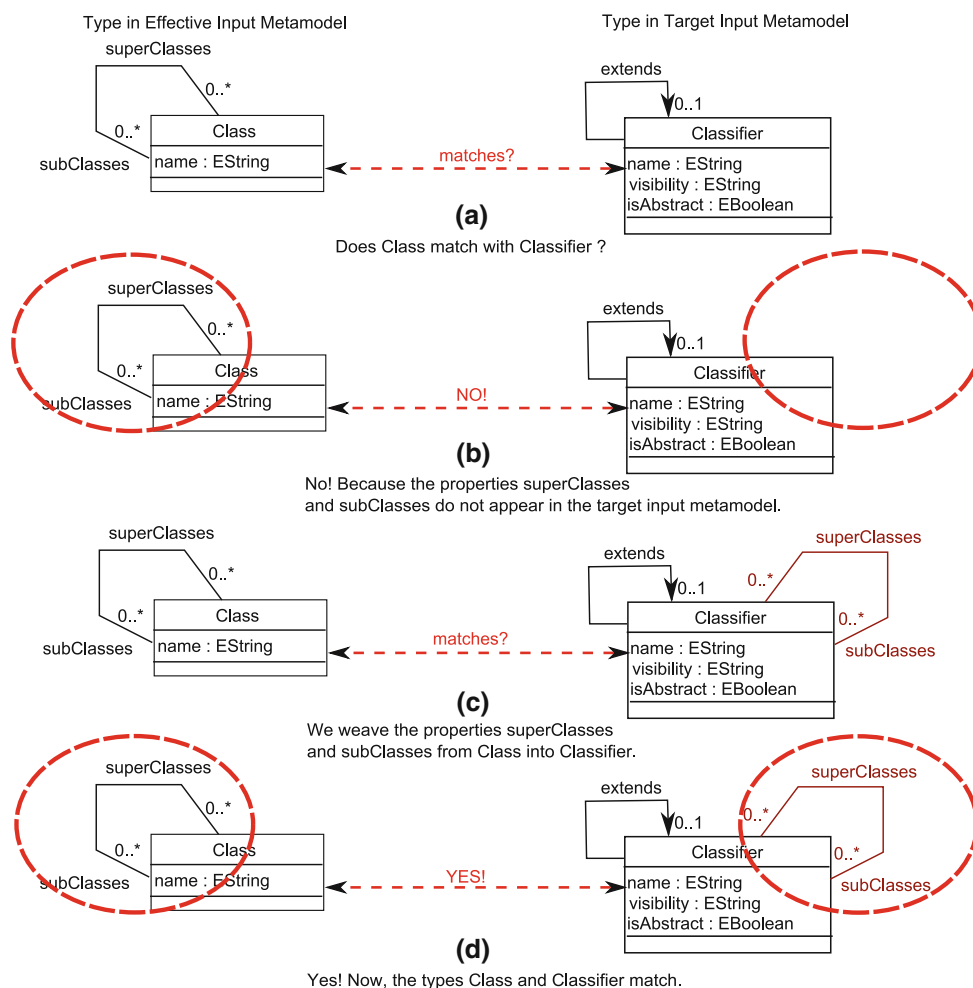 Type in Effective Input Metamodel
Type in Target Input Metamodel
superClasses
0..*
0..*
subClasses
Class
name : EString
matches?
extends
0..1
Classifier
name : EString
visibility : EString
isAbstract : EBoolean
(a)
Does Class match with Classifier ?
superClasses
0..*
0..*
subClasses
Class
name : EString
NO!
extends
0..1
Classifier
name : EString
visibility : EString
isAbstract : EBoolean
(b)
No! Because the properties superClasses
and subClasses do not appear in the target input metamodel.
superClasses
0..*
0..*
subClasses
Class
name : EString
matches?
extends
0..1
Classifier
name : EString
visibility : EString
isAbstract : EBoolean
superClasses
0..*
0..*
subClasses
(c)
We weave the properties superClasses
and subClasses from Class into Classifier.
superClasses
0..*
0..*
subClasses
Class
name : EString
YES!
extends
0..1
Classifier
name : EString
visibility : EString
isAbstract : EBoolean
superClasses
0..*
0..*
subClasses
(d)
Yes! Now, the types Class and Classifier match.